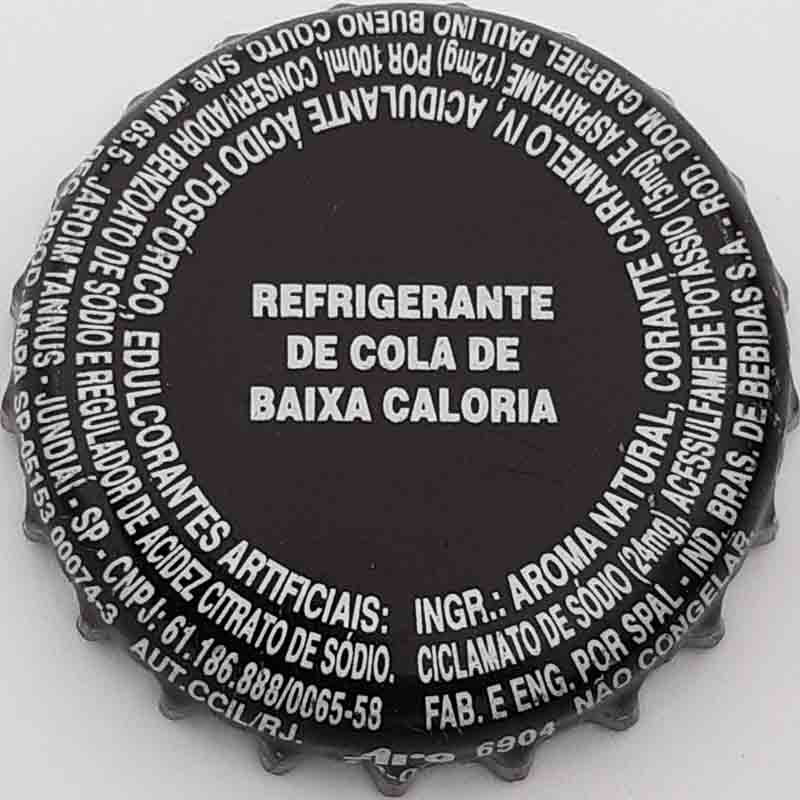 REFRIGERANTE
DE COLA DE
BAIXA CALORIA
INGR.: AROMA NATURAL, CORANTE CARAMELO IV, ACIDULANTE ÁCIDO FOSFÓRICO, EDULCORANTES ARTIFICIAIS:
CICLAMATO DE SÓDIO (24mg), ACESSULFAME DE POTÁSSIO (15mg) E ASPARTAME (12mg) POR 100ml, CONSERVADOR BENZOATO DE SÓDIO E REGULADOR DE ACIDEZ CITRATO DE SÓDIO.
FAB. E ENG. POR SPAL - IND. BRAS. DE BEBIDAS S.A. - ROD. DOM GABRIEL PAULINO BUENO COUTO, S/Nº, KM 65,5 - JARDIM TANNUS - JUNDIAÍ - SP - CNPJ: 61.186.888/0065-58
NÃO CONGELAR.
REG. PROD. MAPA SP-05153 00074-3
AUT.CCIL/RJ.
Aro 6904